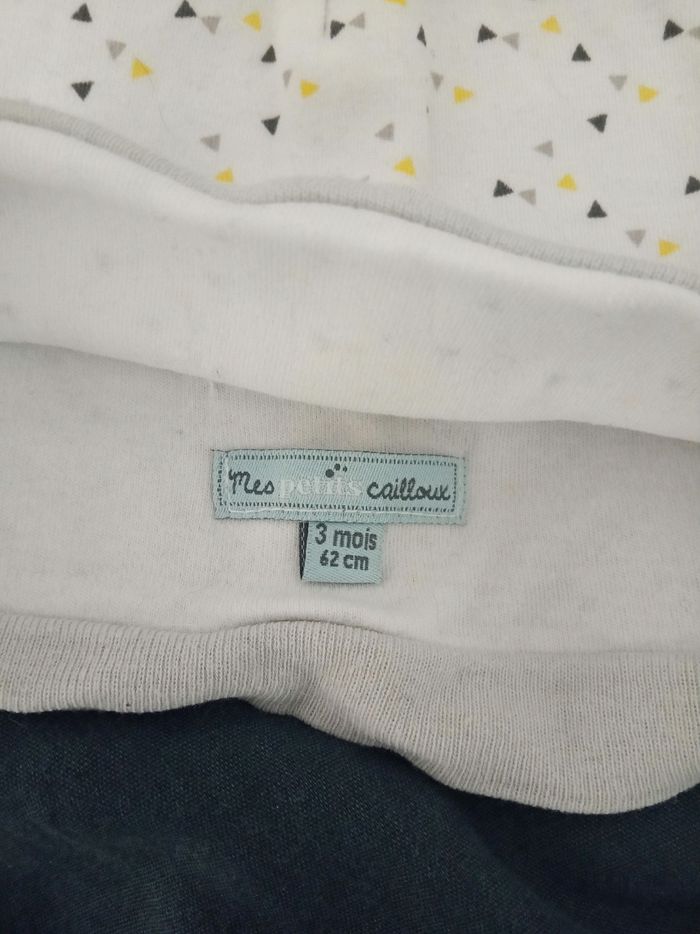 Mes petits cailloux
3 mois
62 cm